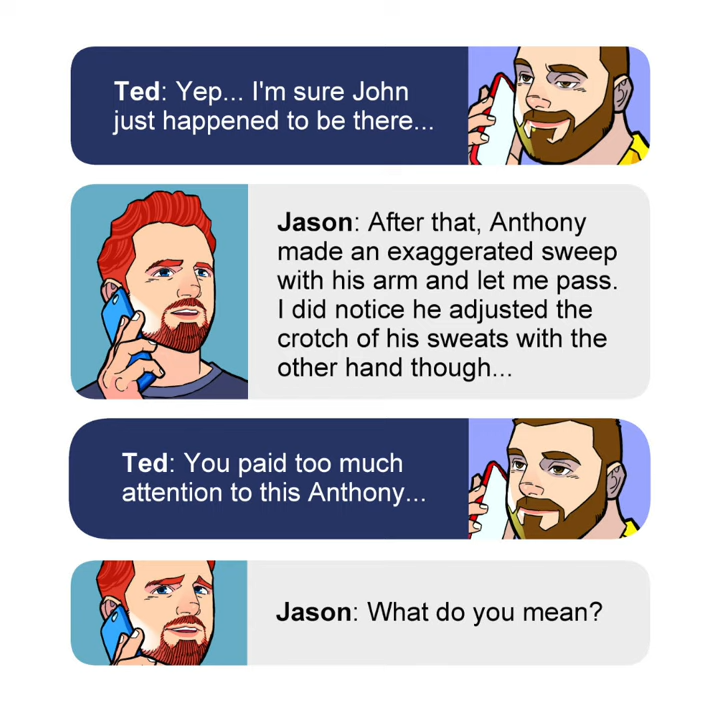 Ted: Yep... I'm sure John
just happened to be there...
Jason: After that, Anthony
made an exaggerated sweep
with his arm and let me pass.
I did notice he adjusted the
crotch of his sweats with the
other hand though...
Ted: You paid too much
attention to this Anthony...
Jason: What do you mean?